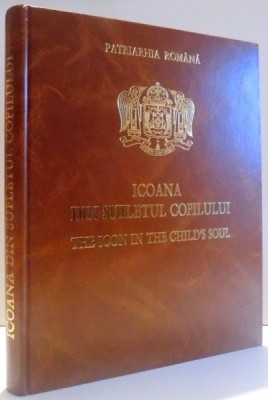 PATRIARHIA ROMÂNĂ
ICOANA
DIN SUFLETUL COPILULUI
THE ICON IN THE CHILD'S SOUL
ICOANA DIN SUFLETUL COPILULUI